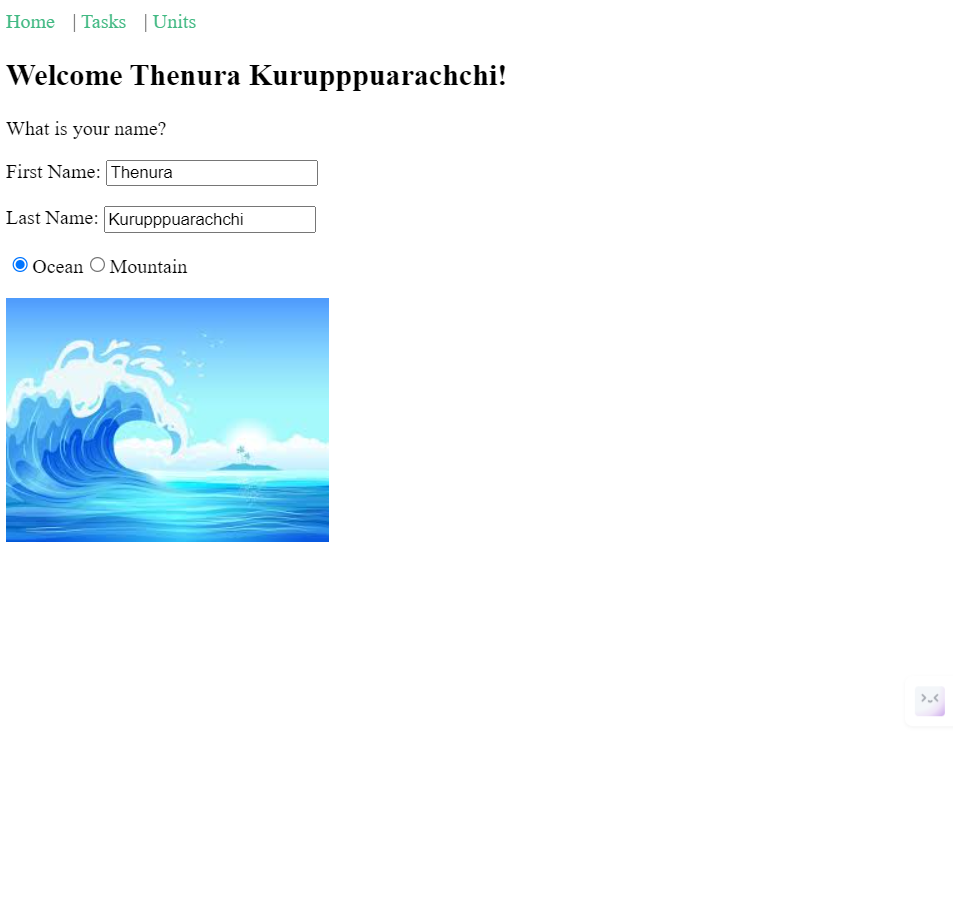 Home | Tasks | Units
Welcome Thenura Kurupppuarachchi!
What is your name?
First Name: Thenura
Last Name: Kurupppuarachchi
Ocean Mountain